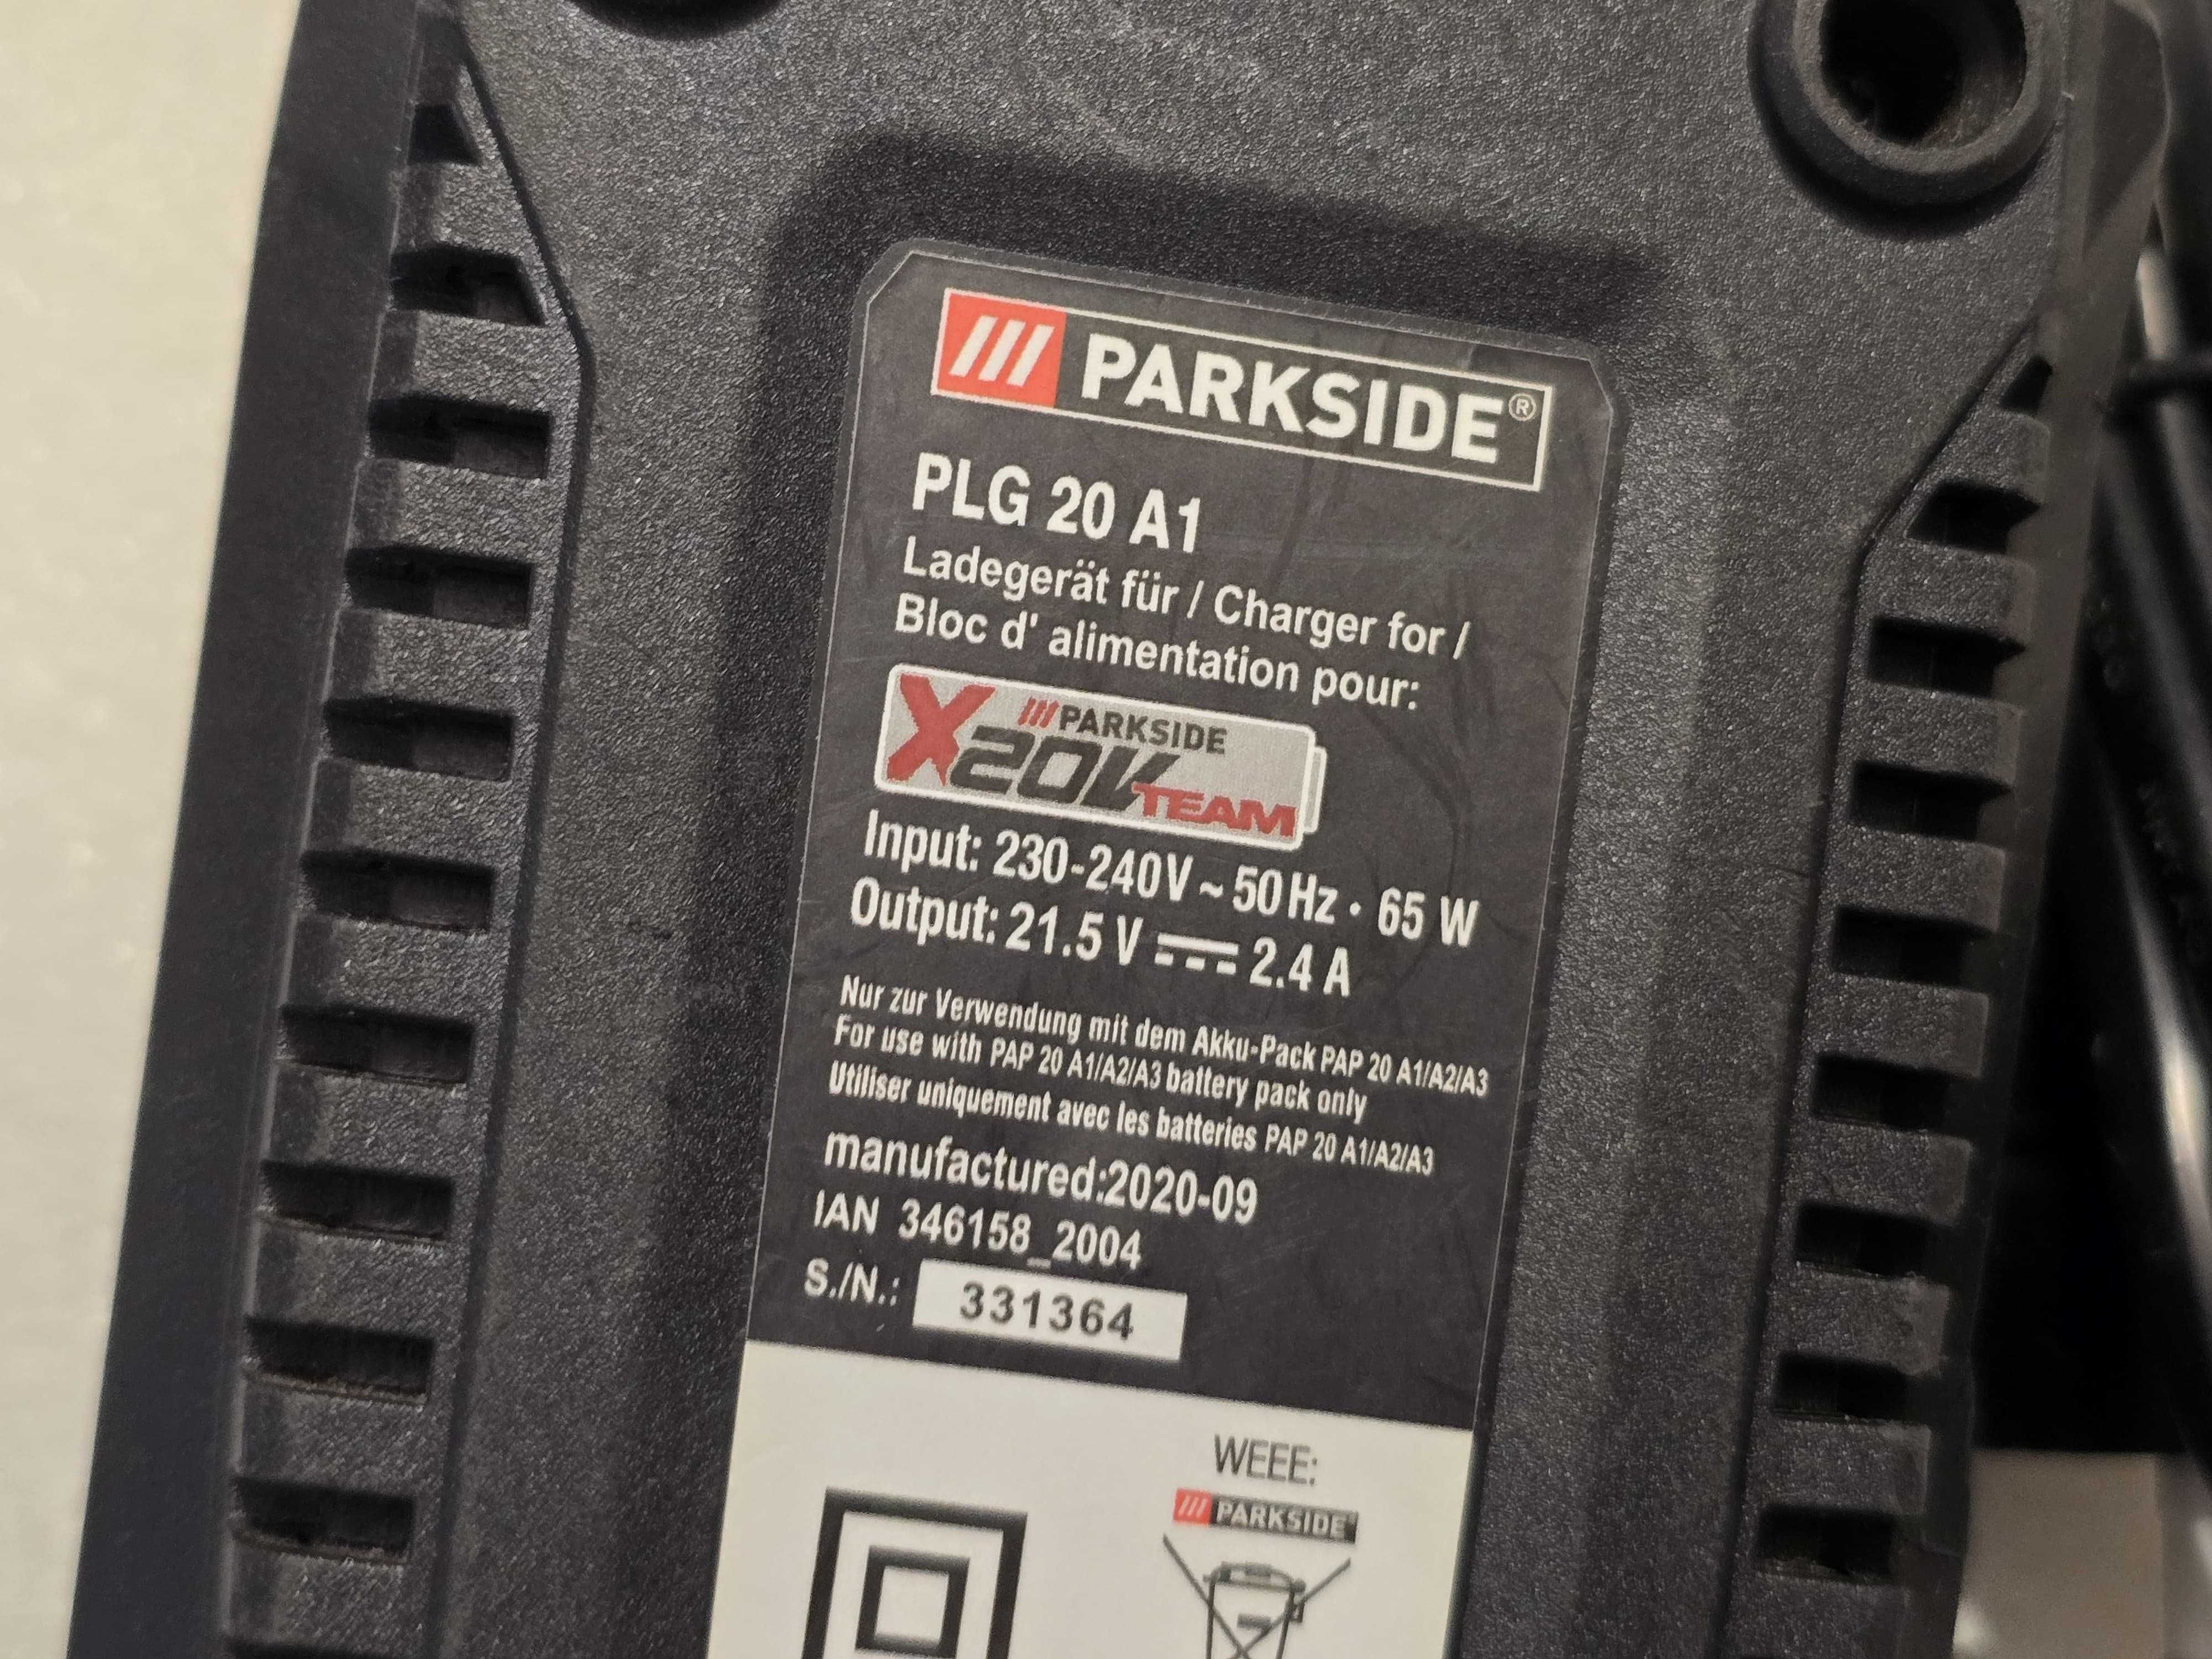 /// PARKSIDE®
PLG 20 A1
Ladegerät für / Charger for /
Bloc d' alimentation pour:
X /// PARKSIDE
20V TEAM
Input: 230-240V ~ 50Hz • 65 W
Output: 21.5 V ⎓ 2.4 A
Nur zur Verwendung mit dem Akku-Pack PAP 20 A1/A2/A3
For use with PAP 20 A1/A2/A3 battery pack only
Utiliser uniquement avec les batteries PAP 20 A1/A2/A3
manufactured:2020-09
IAN 346158_2004
S./N.: 331364
WEEE:
/// PARKSIDE®